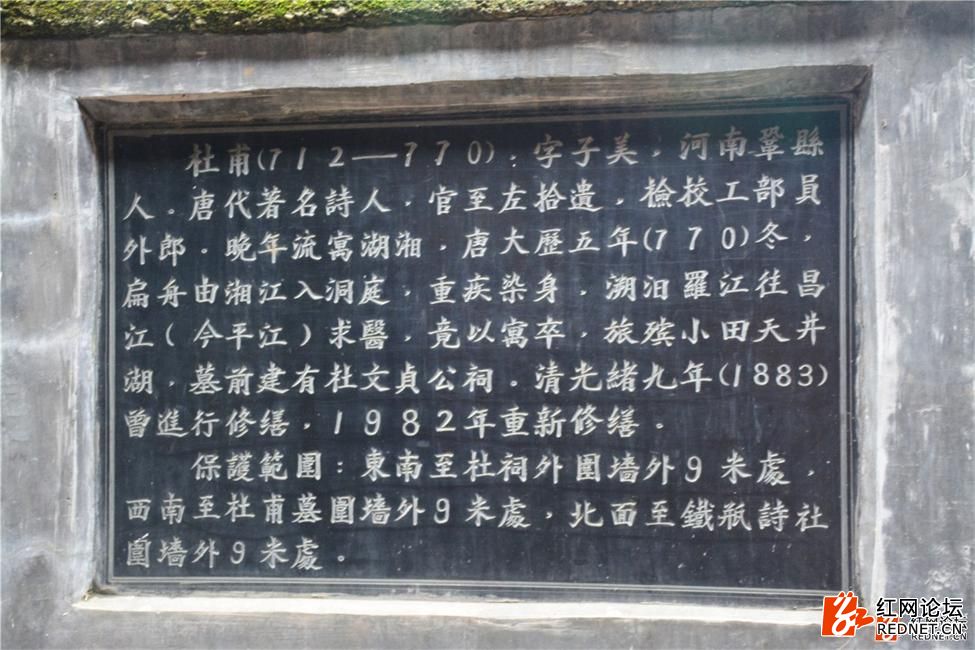 杜甫(712—770)：字子美，河南鞏縣
人。唐代著名詩人，官至左拾遺，檢校工部員
外郎。晚年流寓湖湘，唐大歷五年(770)冬，
扁舟由湘江入洞庭，重疾染身，溯汨羅江往昌
江(今平江)求醫，竟以寓卒，旅殯小田天井
湖，墓前建有杜文貞公祠。清光緒九年(1883)
曾進行修繕，1982年重新修繕。
保護範圍：東南至杜祠外圍墻外9米處，
西南至杜甫墓圍墻外9米處，北面至鐵瓶詩社
圍墻外9米處。
红网论坛
REDNET.CN
红网论坛
REDNET.CN